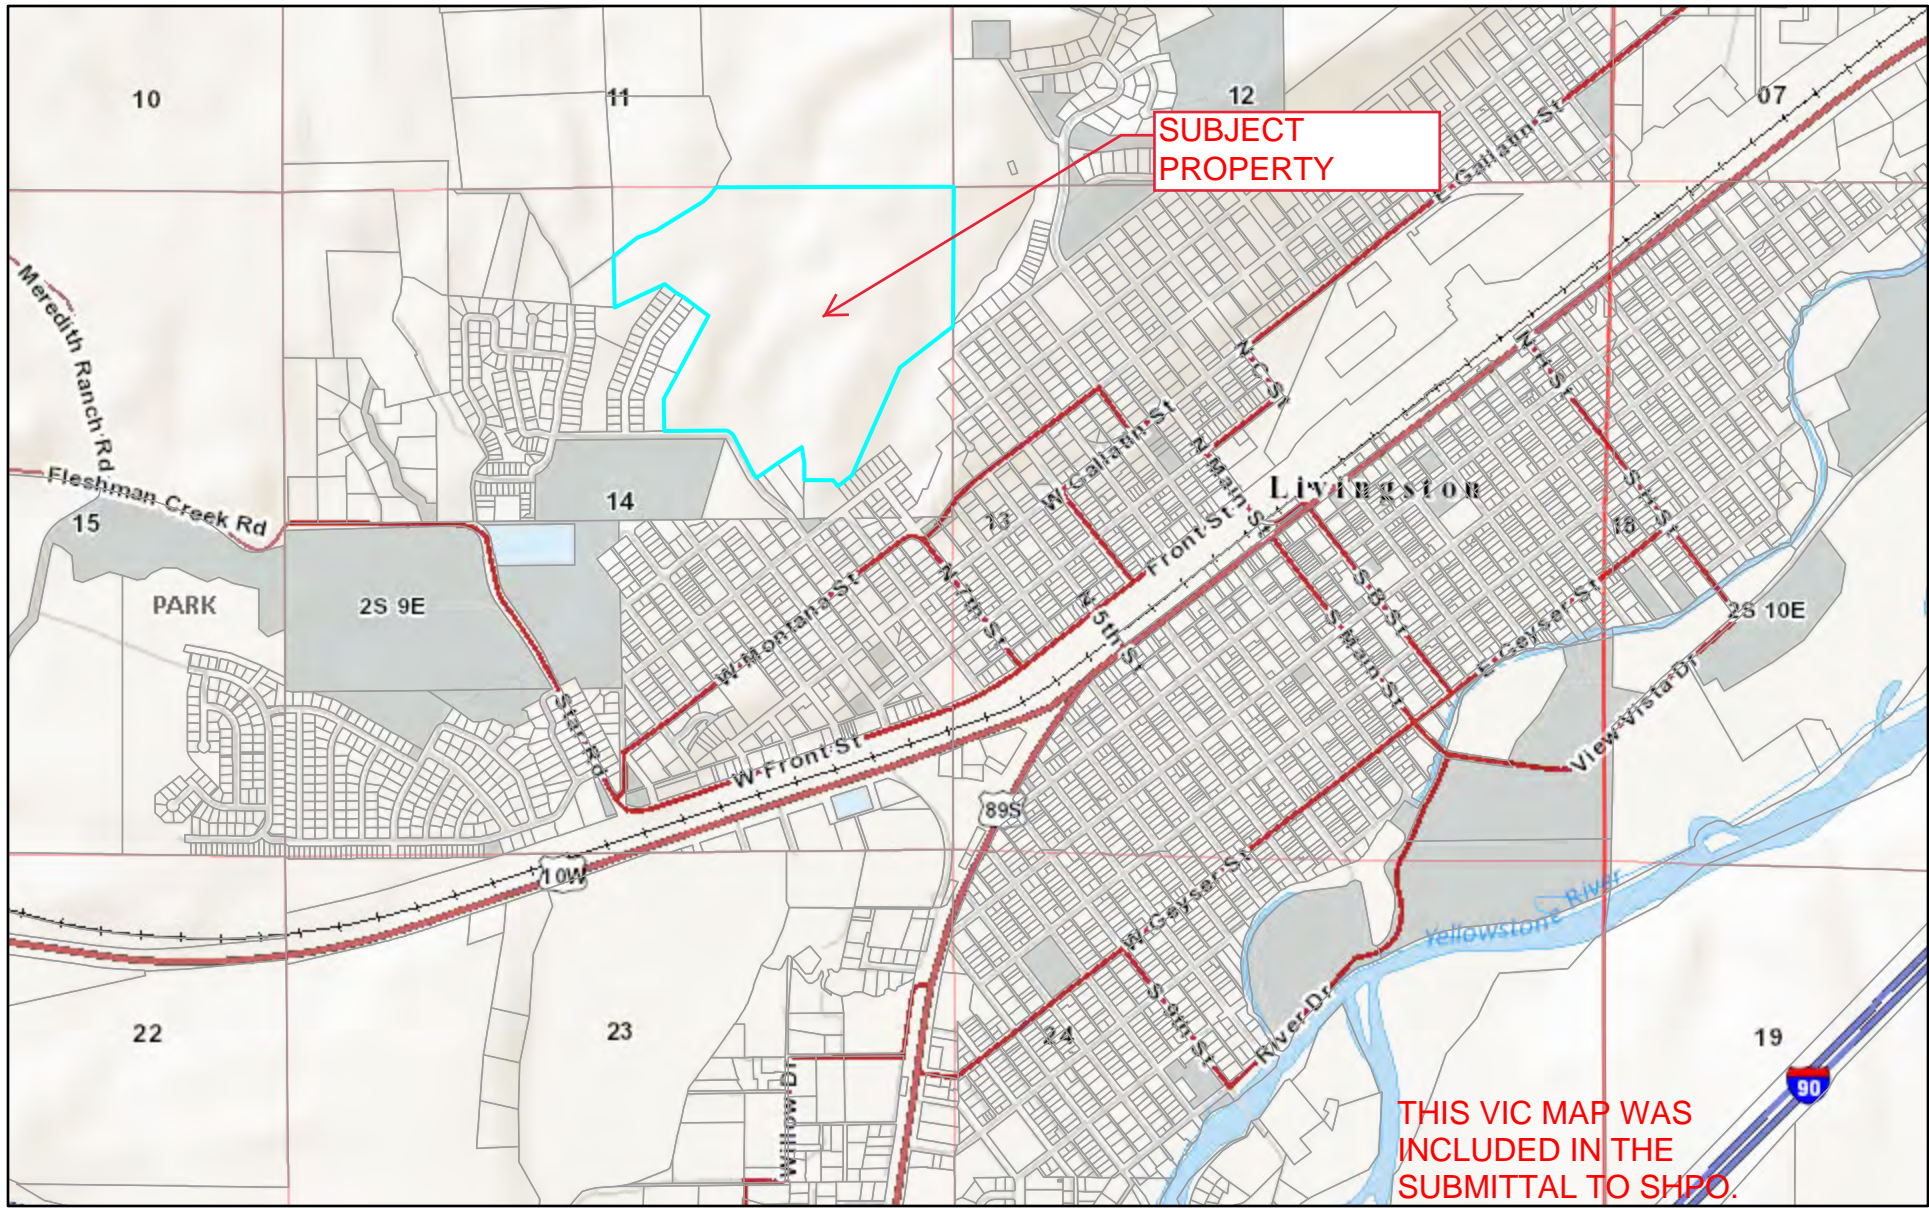 10
11
12
07
SUBJECT
PROPERTY
E Gallatin St
Meredith Ranch Rd
N C St
N H St
W Gallatin St
N Main St
Fleshman Creek Rd
15
14
13
Livingston
Front St
S H St
18
PARK
2S 9E
W Montana St
N 7th St
N 5th St
S B St
S Main St
E Geyser St
2S 10E
View Vista Dr
Star Rd
W Front St
89S
10W
W Geyser St
Yellowstone River
22
23
24
River Dr
19
Willow Dr
90
THIS VIC MAP WAS
INCLUDED IN THE
SUBMITTAL TO SHPO.